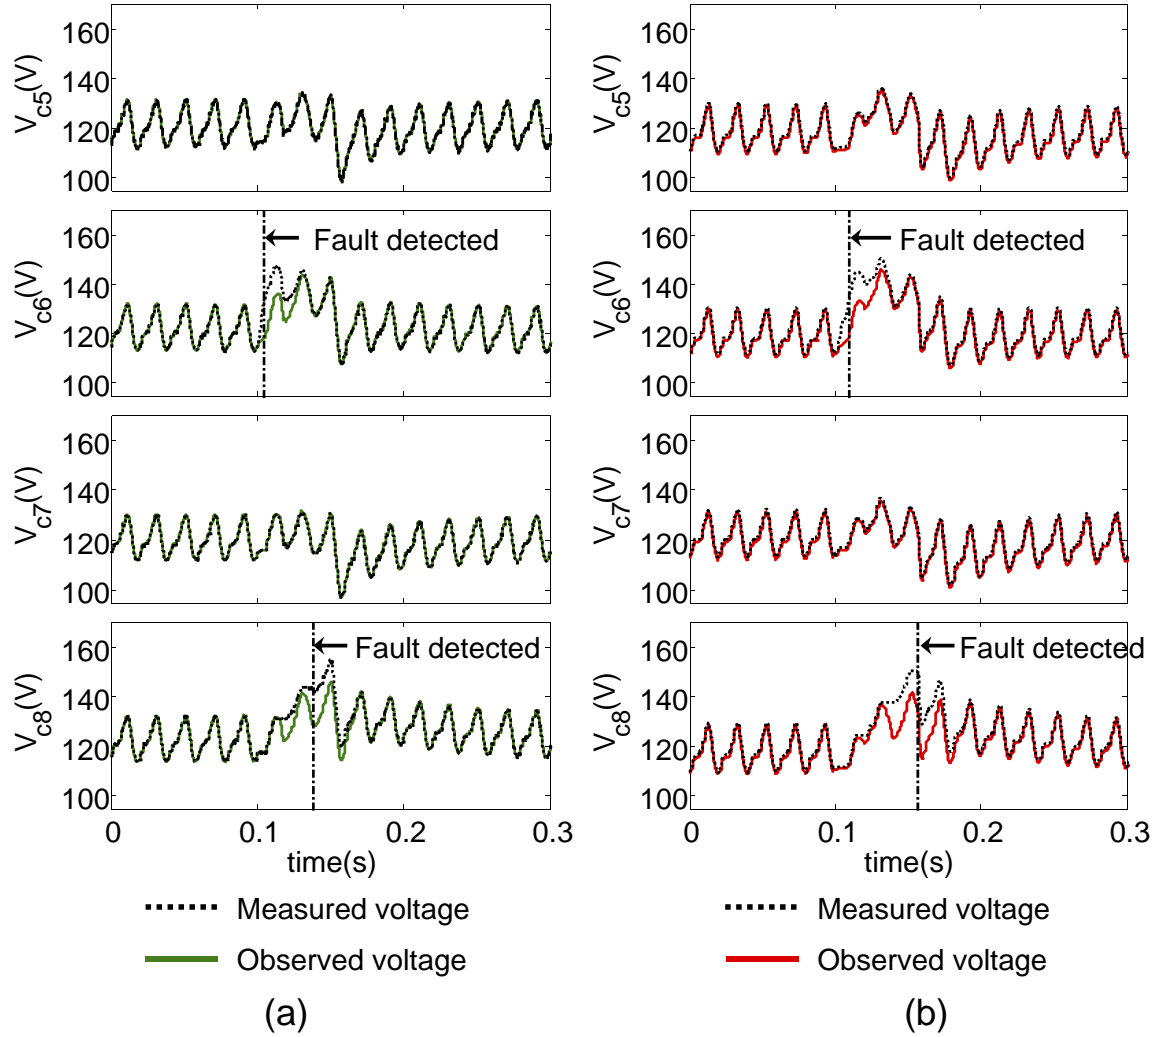 160
140
120
100
V_c5(V)
160
140
120
100
V_c5(V)
160
140
120
100
V_c6(V)
Fault detected
160
140
120
100
V_c6(V)
Fault detected
160
140
120
100
V_c7(V)
160
140
120
100
V_c7(V)
160
140
120
100
V_c8(V)
Fault detected
160
140
120
100
V_c8(V)
Fault detected
0 0.1 0.2 0.3
time(s)
0 0.1 0.2 0.3
time(s)
Measured voltage
Observed voltage
Measured voltage
Observed voltage
(a)
(b)